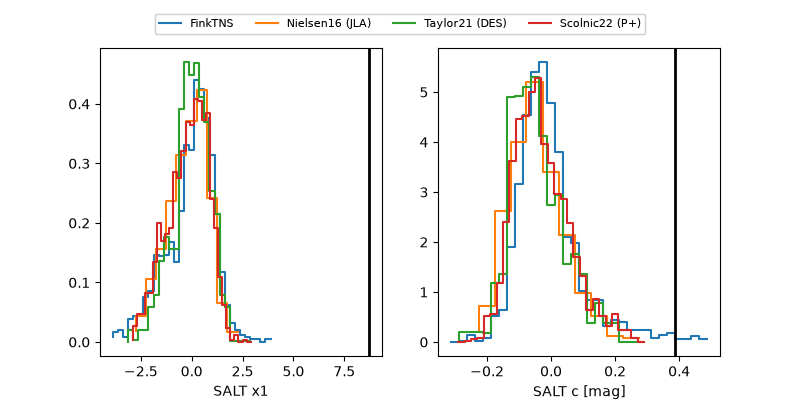 FinkTNS Nielsen16 (JLA) Taylor21 (DES) Scolnic22 (P+)
0.4
0.3
0.2
0.1
0.0
−2.5 0.0 2.5 5.0 7.5
SALT x1
5
4
3
2
1
0
−0.2 0.0 0.2 0.4
SALT c [mag]